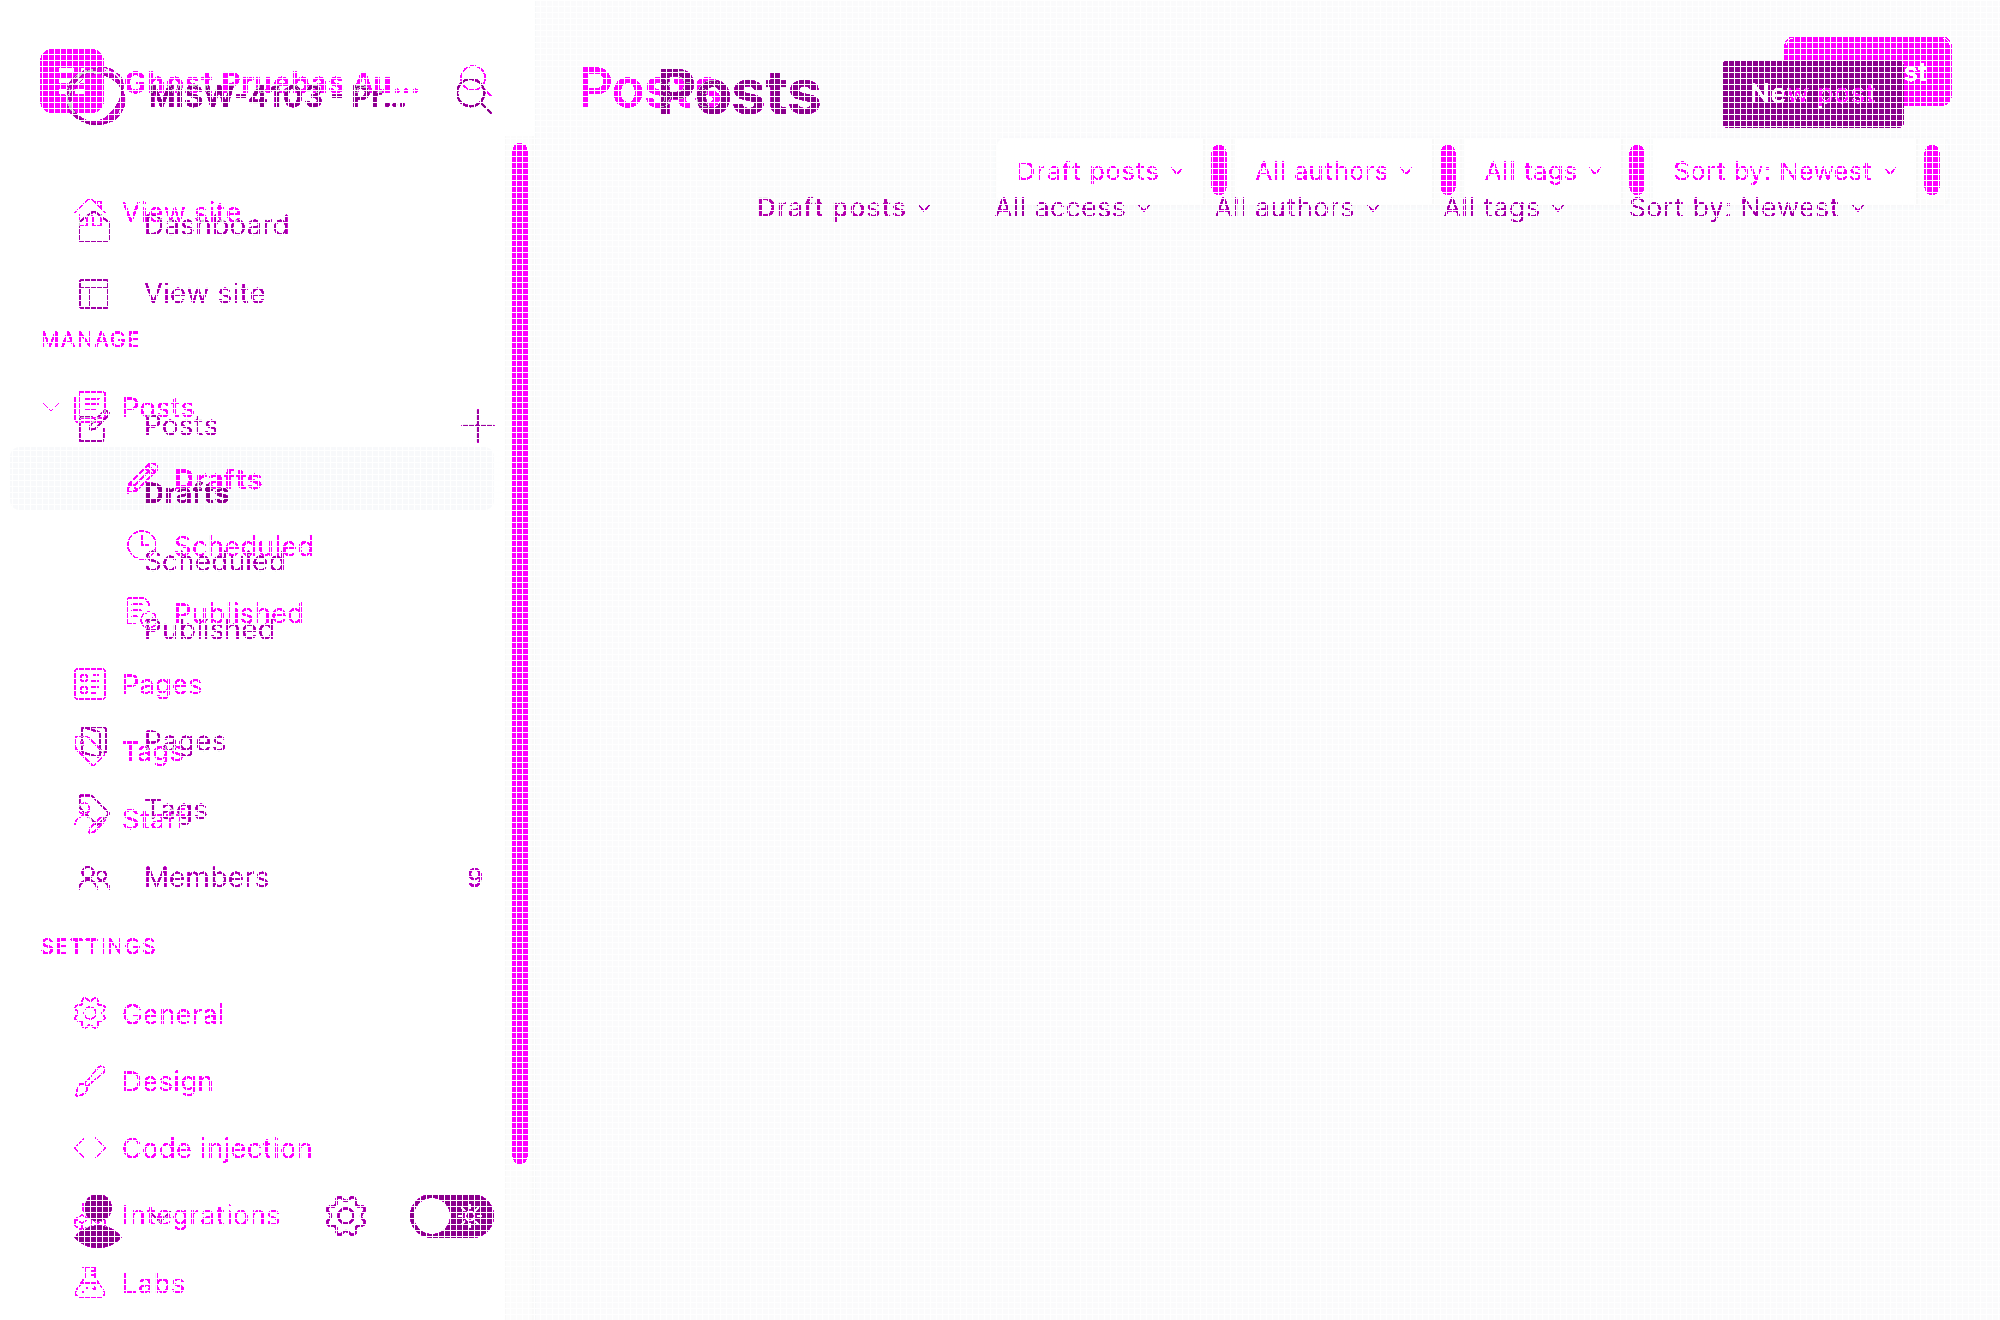 Ghost Pruebas Au...
MSW-4103 - Pr...
Posts
Posts
New post
st
Draft posts All authors All tags Sort by: Newest
Draft posts All access All authors All tags Sort by: Newest
View site
Dashboard
View site
MANAGE
Posts
Posts
Drafts
Drafts
Scheduled
Scheduled
Published
Published
Pages
Pages
Tags
Tags
Staff
Members 9
SETTINGS
General
Design
Code injection
Integrations
Labs